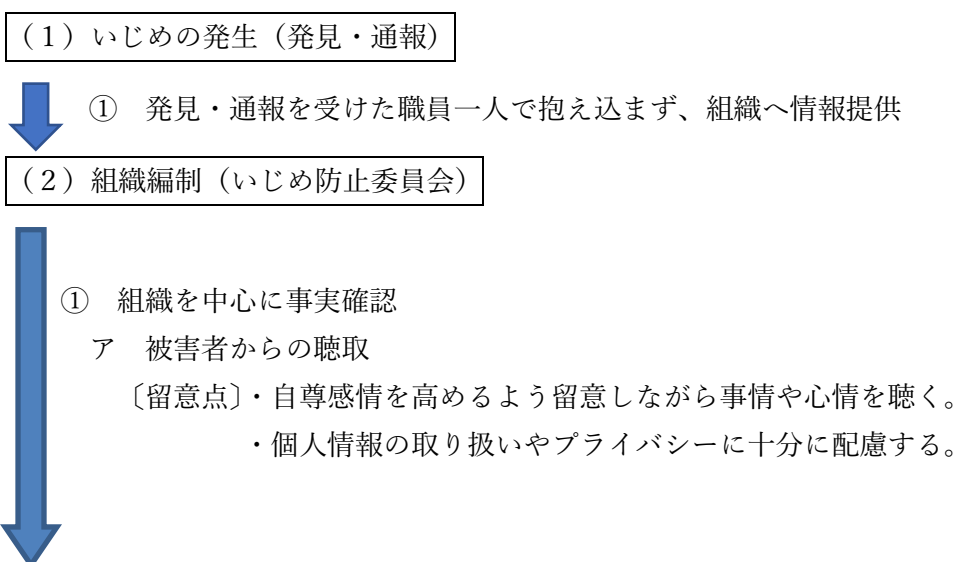 （１）いじめの発生（発見・通報）
①　発見・通報を受けた職員一人で抱え込まず、組織へ情報提供
（２）組織編制（いじめ防止委員会）
①　組織を中心に事実確認
ア　被害者からの聴取
〔留意点〕・自尊感情を高めるよう留意しながら事情や心情を聴く。
・個人情報の取り扱いやプライバシーに十分に配慮する。